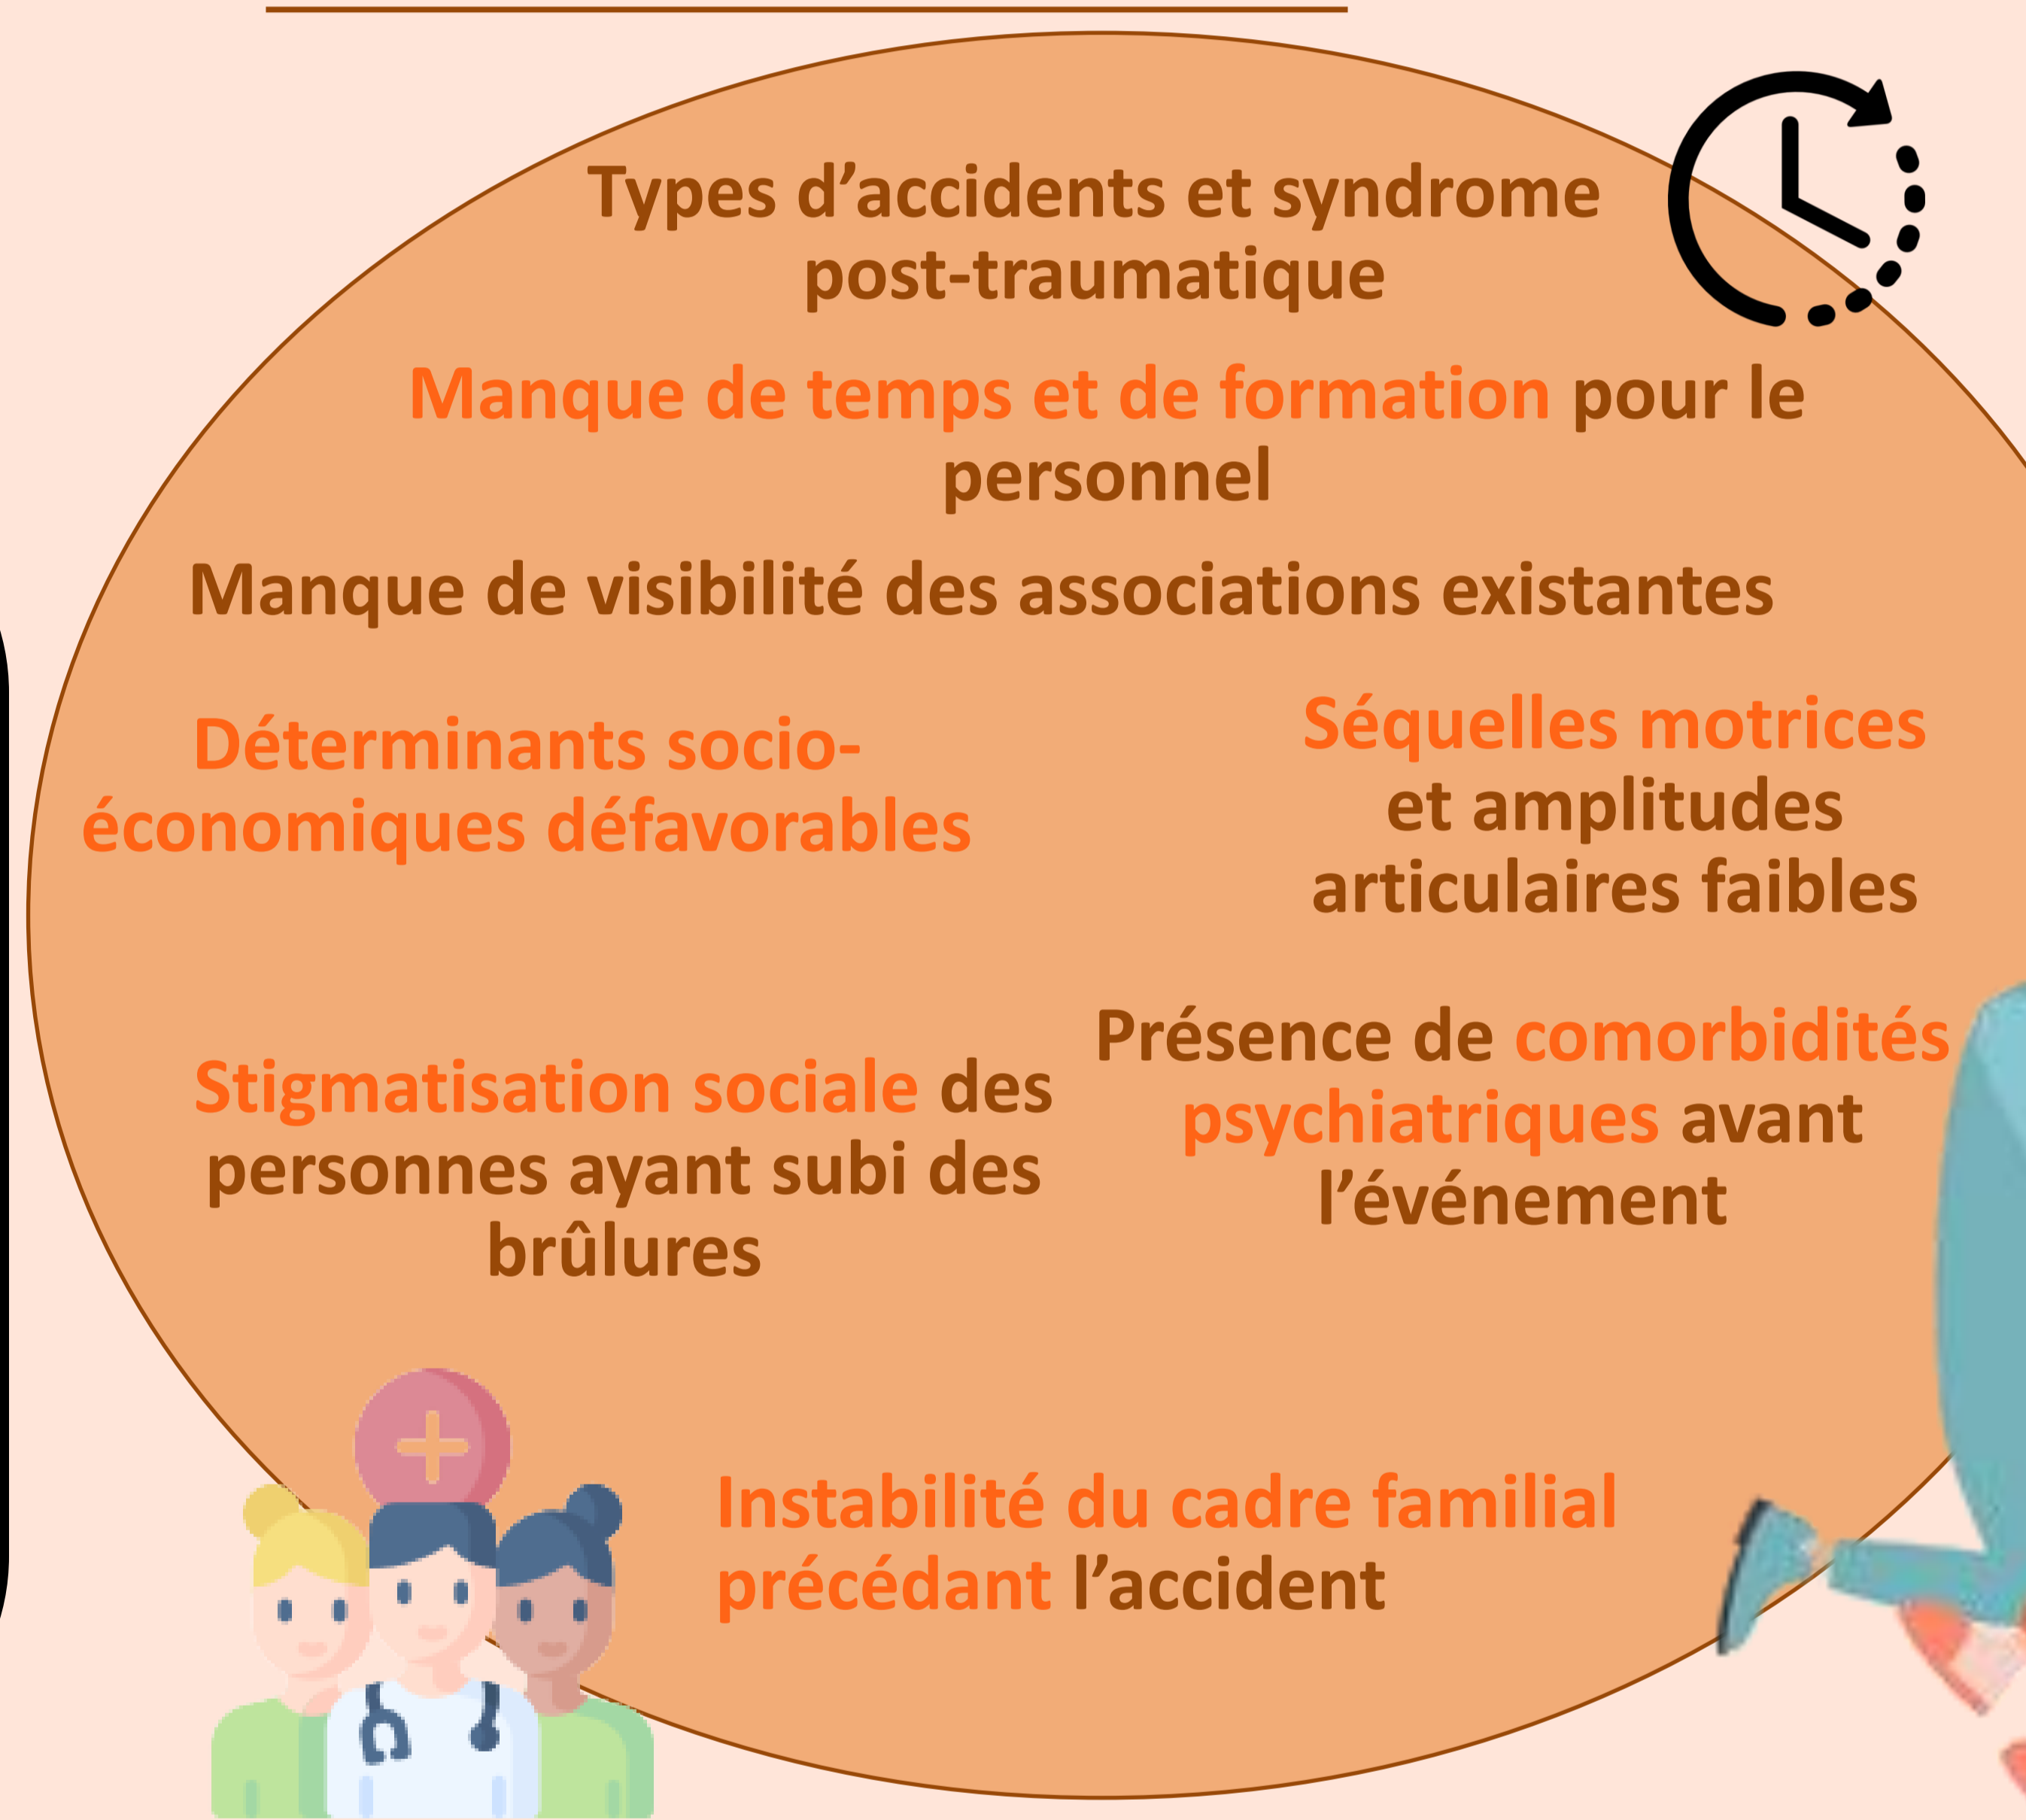 Types d’accidents et syndrome
post-traumatique
Manque de temps et de formation pour le
personnel
Manque de visibilité des associations existantes
Déterminants socio-
économiques défavorables
Séquelles motrices
et amplitudes
articulaires faibles
Stigmatisation sociale des
personnes ayant subi des
brûlures
Présence de comorbidités
psychiatriques avant
l'événement
Instabilité du cadre familial
précédant l’accident